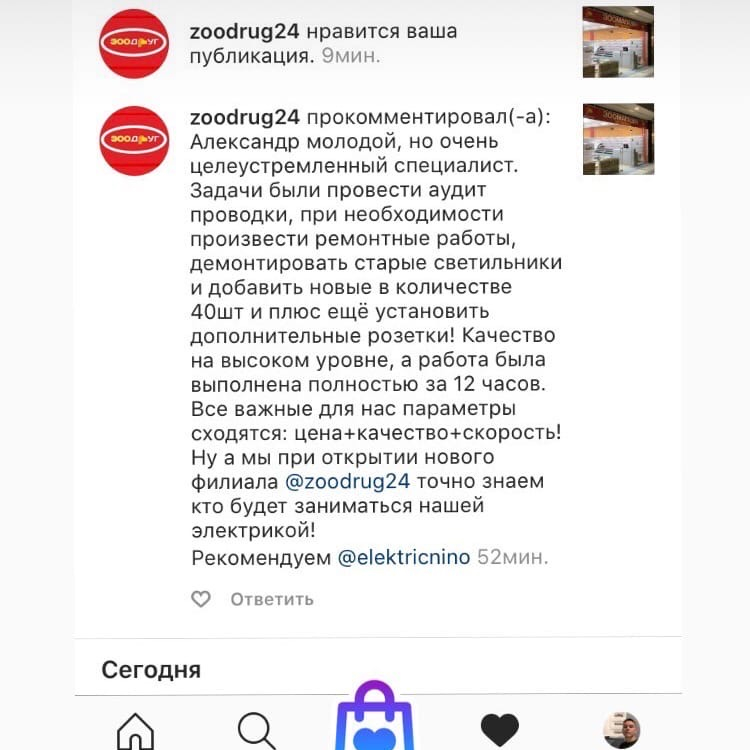 ЗООДРУГ
zoodrug24 нравится ваша
публикация. 9мин.
ЗООМАГАЗИН
ЗООДРУГ
zoodrug24 прокомментировал(-а):
Александр молодой, но очень
целеустремленный специалист.
Задачи были провести аудит
проводки, при необходимости
произвести ремонтные работы,
демонтировать старые светильники
и добавить новые в количестве
40шт и плюс ещё установить
дополнительные розетки! Качество
на высоком уровне, а работа была
выполнена полностью за 12 часов.
Все важные для нас параметры
сходятся: цена+качество+скорость!
Ну а мы при открытии нового
филиала @zoodrug24 точно знаем
кто будет заниматься нашей
электрикой!
Рекомендуем @elektricnino 52мин.
ЗООМАГАЗИН
Ответить
Сегодня